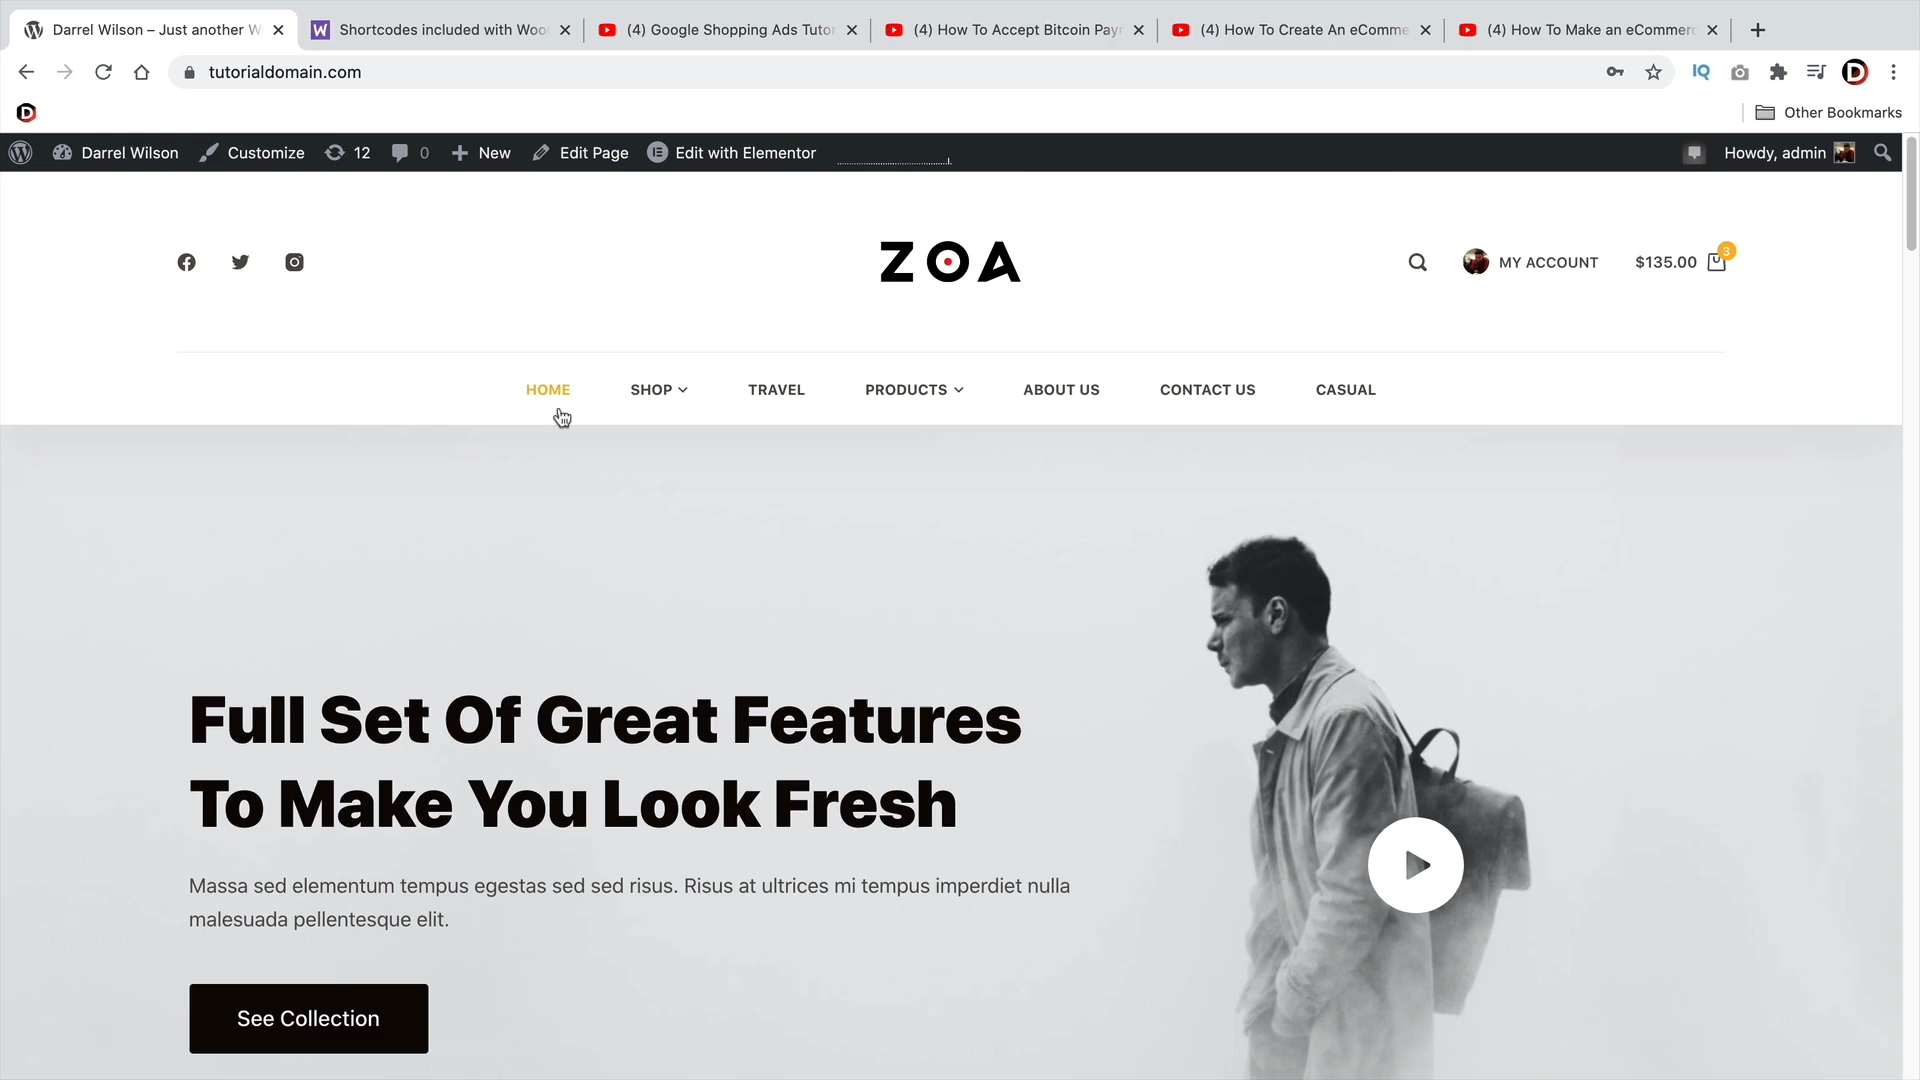 Darrel Wilson – Just another W
Shortcodes included with Woo
(4) Google Shopping Ads Tutor
(4) How To Accept Bitcoin Payr
(4) How To Create An eComme
(4) How To Make an eCommerc
tutorialdomain.com
IQ
Other Bookmarks
Darrel Wilson
Customize
12
0
New
Edit Page
Edit with Elementor
Howdy, admin
ZOA
MY ACCOUNT
$135.00
3
HOME
SHOP
TRAVEL
PRODUCTS
ABOUT US
CONTACT US
CASUAL
Full Set Of Great Features
To Make You Look Fresh
Massa sed elementum tempus egestas sed sed risus. Risus at ultrices mi tempus imperdiet nulla
malesuada pellentesque elit.
See Collection